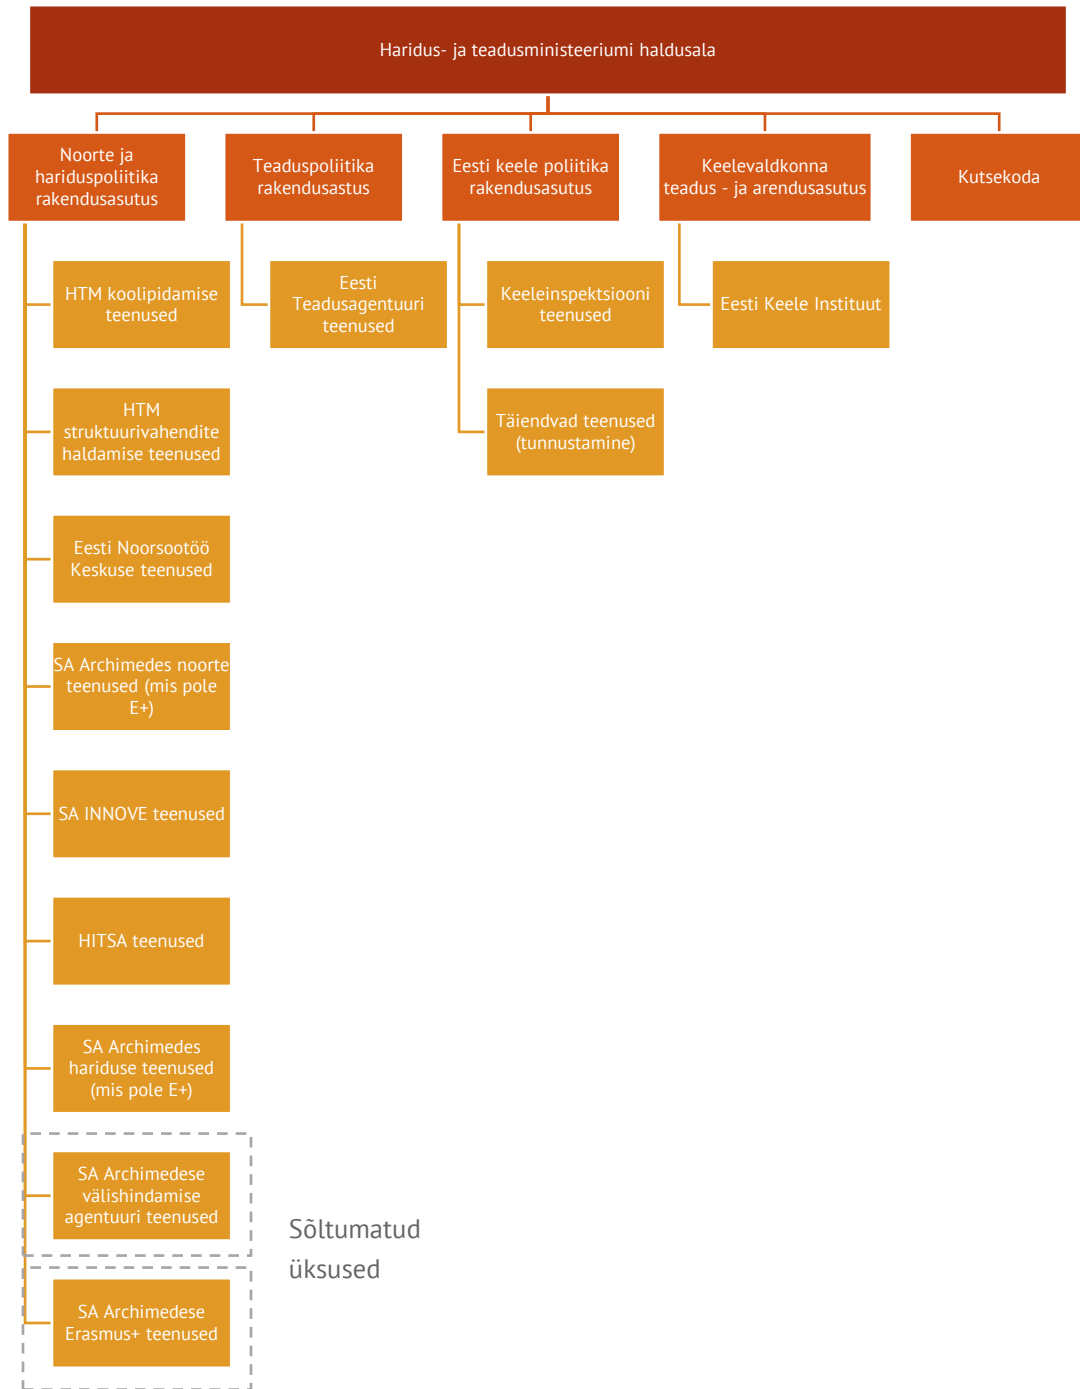 Haridus- ja teadusministeeriumi haldusala
Noorte ja
hariduspoliitika
rakendusasutus
Teaduspoliitika
rakendusastus
Eesti keele poliitika
rakendusasutus
Keelevaldkonna
teadus - ja arendusasutus
Kutsekoda
HTM koolipidamise
teenused
HTM
struktuurivahendite
haldamise teenused
Eesti Noorsootöö
Keskuse teenused
SA Archimedes noorte
teenused (mis pole
E+)
SA INNOVE teenused
HITSA teenused
SA Archimedes
hariduse teenused
(mis pole E+)
SA Archimedese
välishindamise
agentuuri teenused
SA Archimedese
Erasmus+ teenused
Sõltumatud
üksused
Eesti
Teadusagentuuri
teenused
Keeleinspektsiooni
teenused
Täiendvad teenused
(tunnustamine)
Eesti Keele Instituut